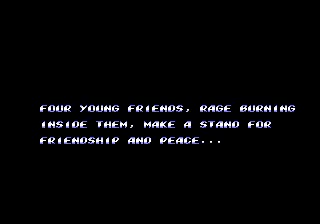 FOUR YOUNG FRIENDS, RAGE BURNING
INSIDE THEM, MAKE A STAND FOR
FRIENDSHIP AND PEACE...